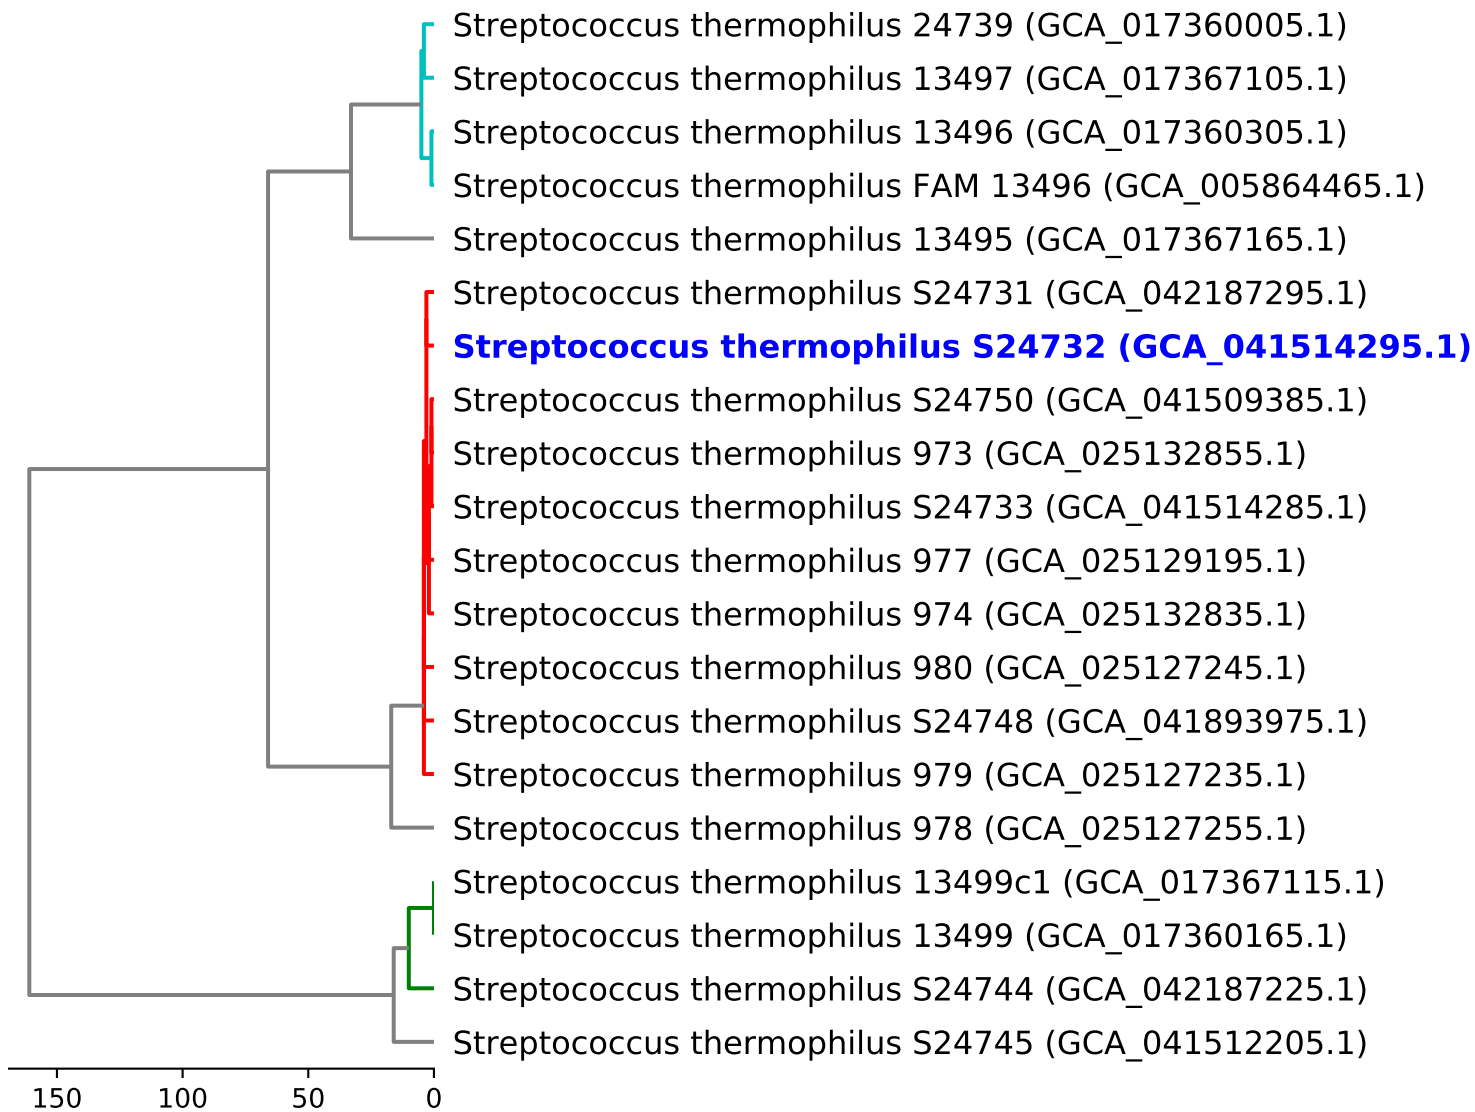 Streptococcus thermophilus 24739 (GCA_017360005.1)
Streptococcus thermophilus 13497 (GCA_017367105.1)
Streptococcus thermophilus 13496 (GCA_017360305.1)
Streptococcus thermophilus FAM 13496 (GCA_005864465.1)
Streptococcus thermophilus 13495 (GCA_017367165.1)
Streptococcus thermophilus S24731 (GCA_042187295.1)
Streptococcus thermophilus S24732 (GCA_041514295.1)
Streptococcus thermophilus S24750 (GCA_041509385.1)
Streptococcus thermophilus 973 (GCA_025132855.1)
Streptococcus thermophilus S24733 (GCA_041514285.1)
Streptococcus thermophilus 977 (GCA_025129195.1)
Streptococcus thermophilus 974 (GCA_025132835.1)
Streptococcus thermophilus 980 (GCA_025127245.1)
Streptococcus thermophilus S24748 (GCA_041893975.1)
Streptococcus thermophilus 979 (GCA_025127235.1)
Streptococcus thermophilus 978 (GCA_025127255.1)
Streptococcus thermophilus 13499c1 (GCA_017367115.1)
Streptococcus thermophilus 13499 (GCA_017360165.1)
Streptococcus thermophilus S24744 (GCA_042187225.1)
Streptococcus thermophilus S24745 (GCA_041512205.1)
150 100 50 0